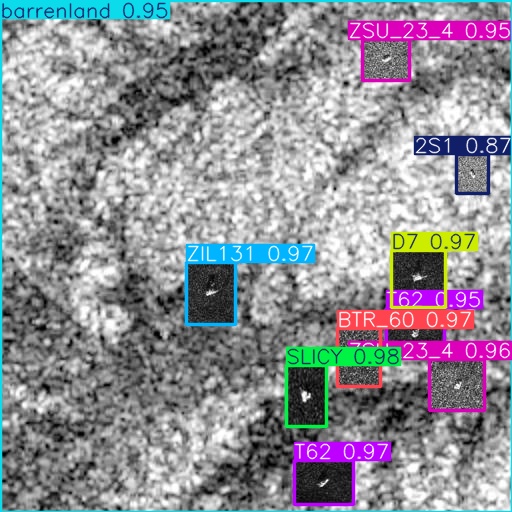 barrenland 0.95
ZSU_23_4 0.95
2S1 0.87
D7 0.97
ZIL131 0.97
T62 0.95
BTR_60 0.97
ZSU_23_4 0.96
SLICY 0.98
T62 0.97